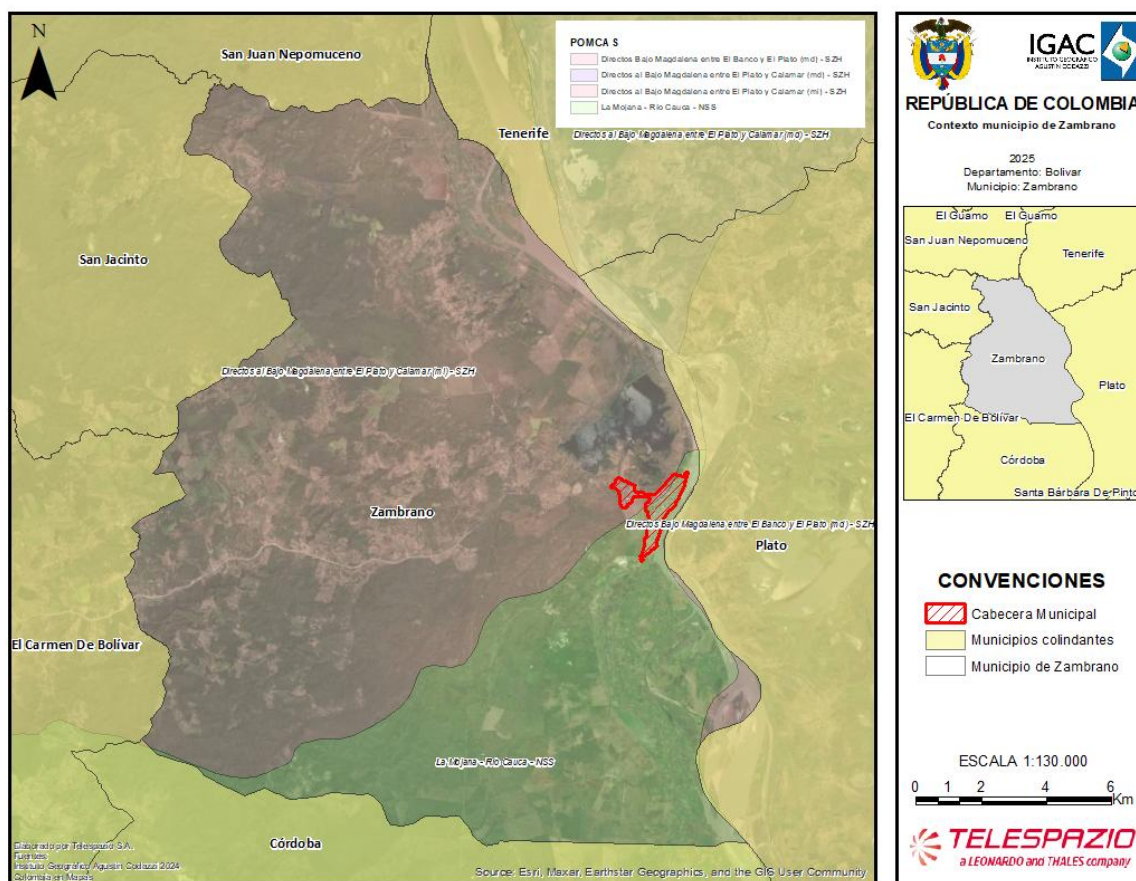 N
San Juan Nepomuceno
POMCA S
Directos Bajo Magdalena entre El Banco y El Plato (md) - SZH
Directos al Bajo Magdalena entre El Plato y Calamar (md) - SZH
Directos al Bajo Magdalena entre El Plato y Calamar (mi) - SZH
La Mojana - Río Cauca - NSS
Tenerife
Directos al Bajo Magdalena entre El Plato y Calamar (md) - SZH
San Jacinto
Directos al Bajo Magdalena entre El Plato y Calamar (mi) - SZH
Zambrano
Directos Bajo Magdalena entre El Banco y El Plato (md) - SZH
Plato
El Carmen De Bolívar
La Mojana - Río Cauca - NSS
Córdoba
Elaborado por Telespazio S.A.
Fuentes:
Instituto Geográfico Agustín Codazzi 2024
Colombia en Mapas
Source: Esri, Maxar, Earthstar Geographics, and the GIS User Community
IGAC
INSTITUTO GEOGRÁFICO
AGUSTÍN CODAZZI
REPÚBLICA DE COLOMBIA
Contexto municipio de Zambrano
2025
Departamento: Bolivar
Municipio: Zambrano
El Guamo El Guamo
San Juan Nepomuceno
Tenerife
San Jacinto
Zambrano
Plato
El Carmen De Bolívar
Córdoba
Santa Bárbara De Pinto
CONVENCIONES
Cabecera Municipal
Municipios colindantes
Municipio de Zambrano
ESCALA 1:130.000
0 1 2 4 6
Km
TELESPAZIO
a LEONARDO and THALES company